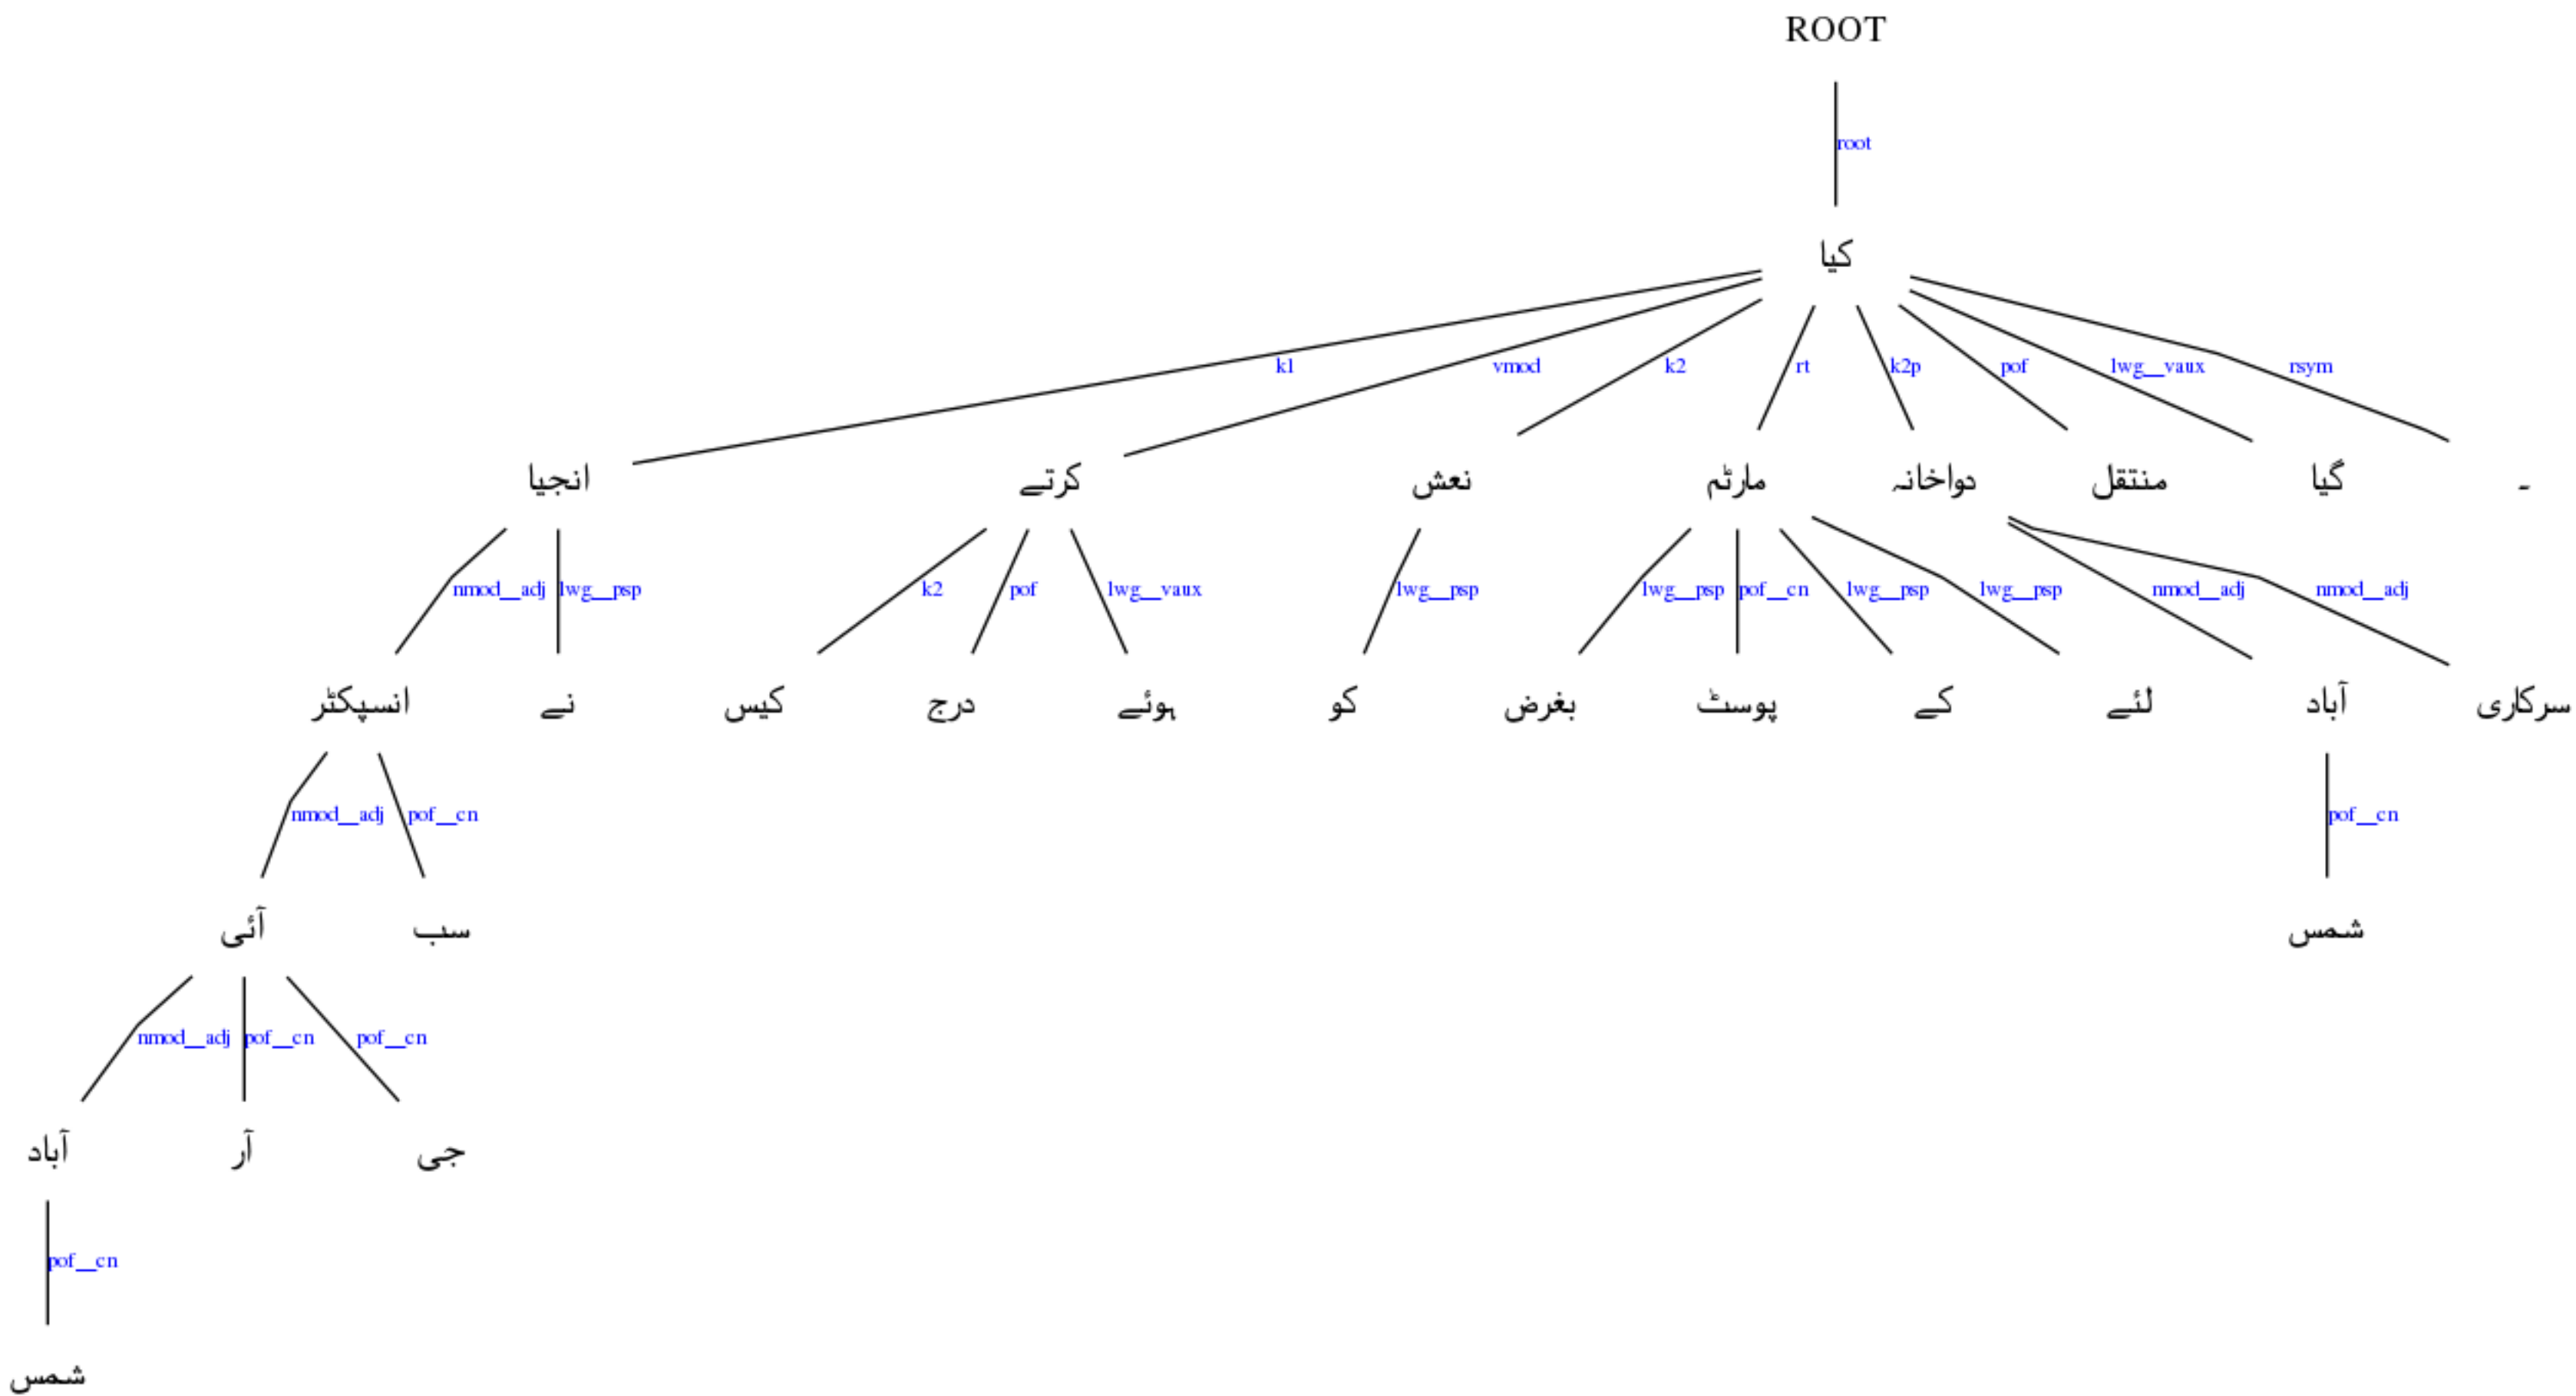 ROOT
root
کیا
k1 vmod k2 rt k2p pof lwg__vaux rsym
انجیا کرتے نعش مارٹم دواخانہ منتقل گیا ۔
nmod__adj lwg__psp k2 pof lwg__vaux lwg__psp lwg__psp pof__cn lwg__psp lwg__psp nmod__adj nmod__adj
انسپکٹر نے کیس درج ہوئے کو بغرض پوسٹ کے لئے آباد سرکاری
nmod__adj pof__cn pof__cn
آئی سب شمس
nmod__adj pof__cn pof__cn
آباد آر جی
pof__cn
شمس